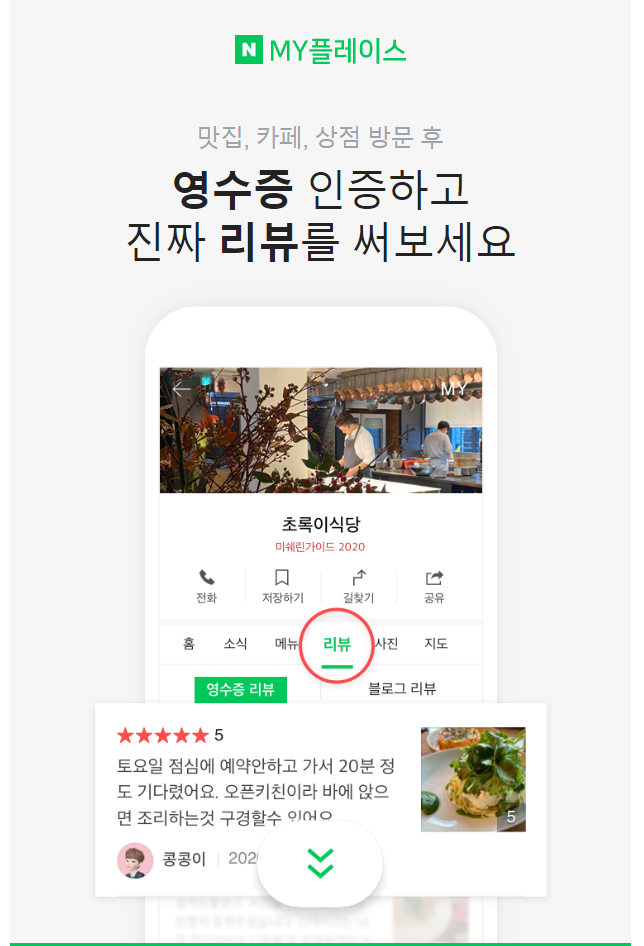 N MY플레이스
맛집, 카페, 상점 방문 후
영수증 인증하고
진짜 리뷰를 써보세요
MY
초록이식당
미쉐린가이드 2020
전화 저장하기 길찾기 공유
홈 소식 메뉴 리뷰 사진 지도
영수증 리뷰 블로그 리뷰
★★★★★ 5
토요일 점심에 예약안하고 가서 20분 정
도 기다렸어요. 오픈키친이라 바에 앉으
면 조리하는것 구경할수 있어요
5
콩콩이 | 202